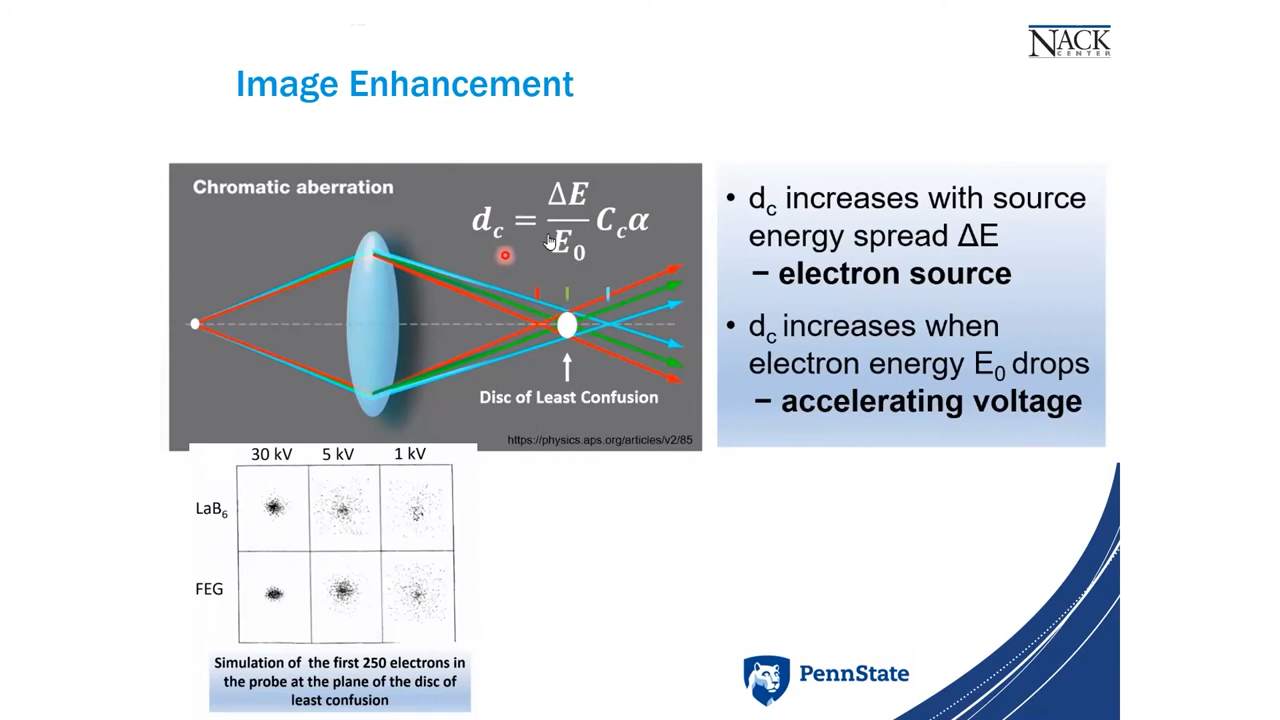 NACK
CENTER
Image Enhancement
Chromatic aberration
d_c = ΔE/E₀ C_c α
Disc of Least Confusion
https://physics.aps.org/articles/v2/85
• d_c increases with source
energy spread ΔE
– electron source
• d_c increases when
electron energy E₀ drops
– accelerating voltage
30 kV 5 kV 1 kV
LaB₆
FEG
Simulation of the first 250 electrons in
the probe at the plane of the disc of
least confusion
PennState